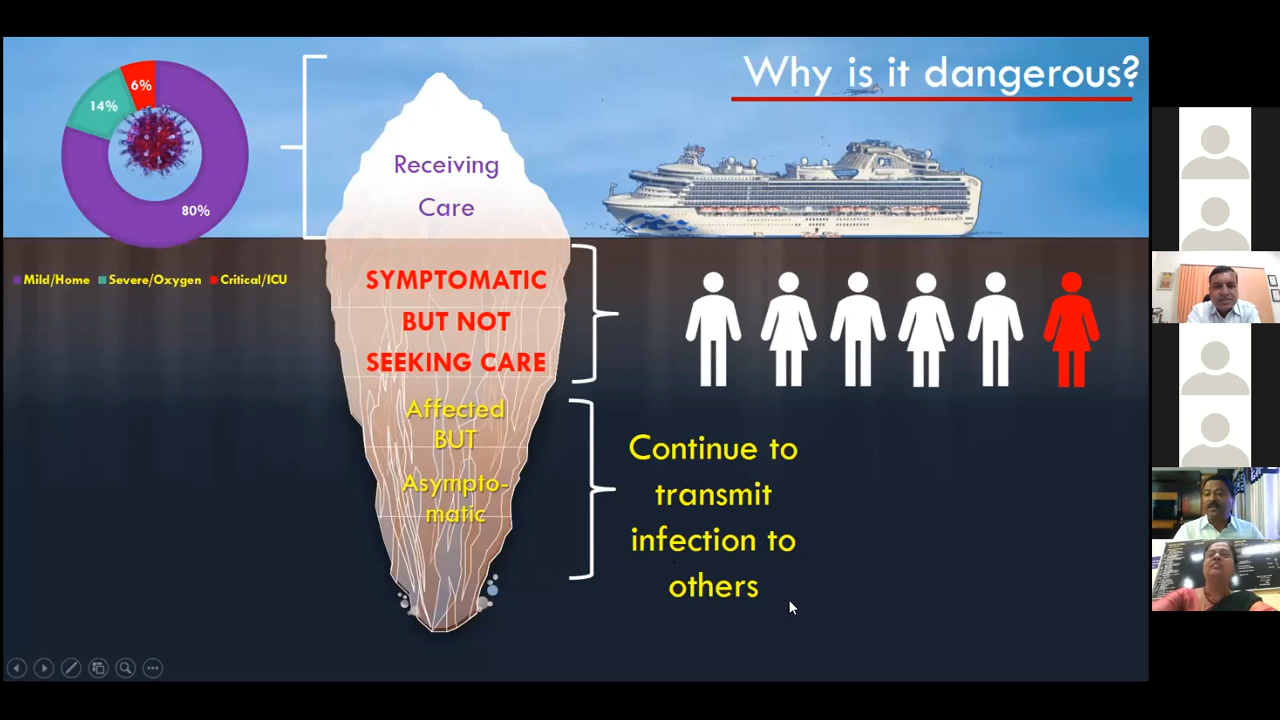 Why is it dangerous?
6%
14%
80%
Mild/Home Severe/Oxygen Critical/ICU
Receiving
Care
SYMPTOMATIC
BUT NOT
SEEKING CARE
Affected
BUT
Asympto-
matic
Continue to
transmit
infection to
others